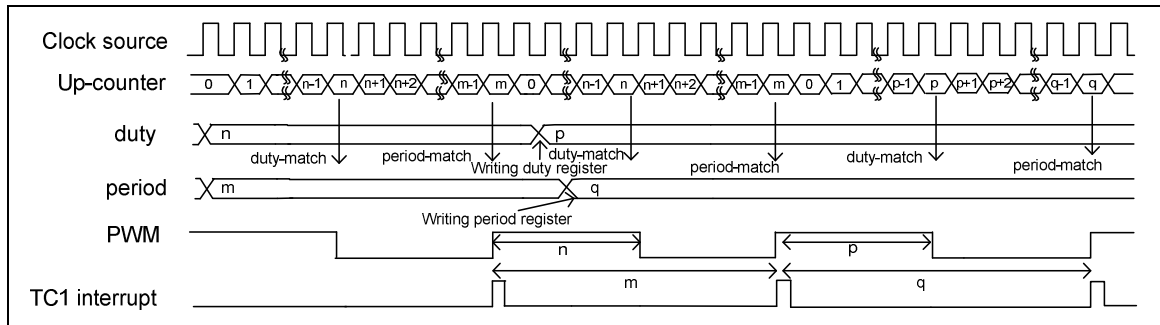 Clock source
Up-counter 0 1 n-1 n n+1 n+2 m-1 m 0 n-1 n n+1 n+2 m-1 m 0 1 p-1 p p+1 p+2 q-1 q
duty n p
duty-match period-match duty-match period-match duty-match period-match
Writing duty register
period m q
Writing period register
PWM n p
m q
TC1 interrupt